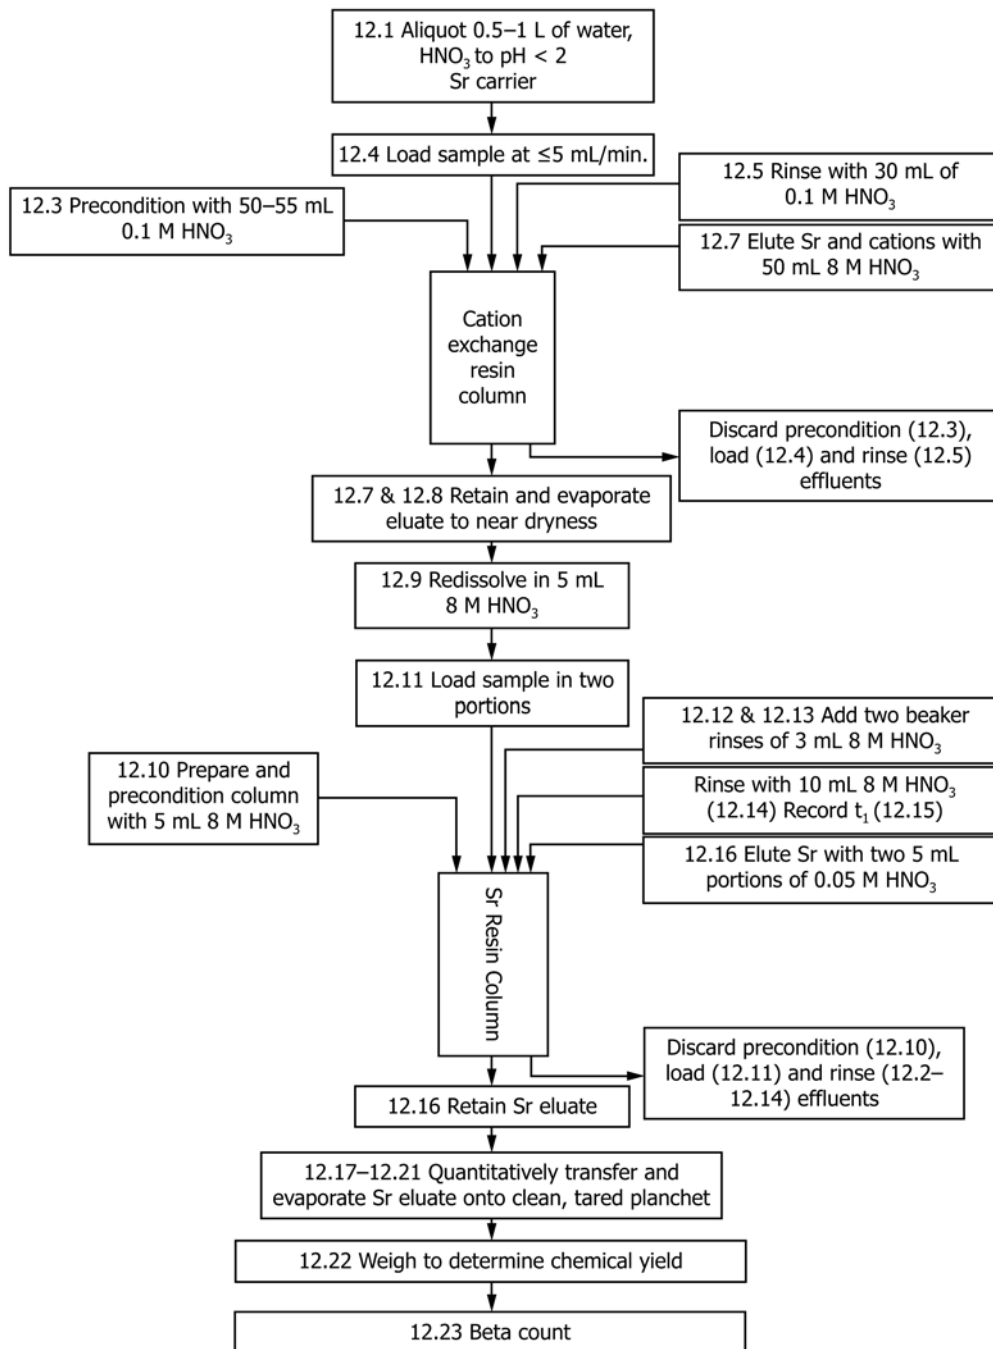 12.1 Aliquot 0.5–1 L of water,
HNO₃ to pH < 2
Sr carrier
12.4 Load sample at ≤5 mL/min.
12.5 Rinse with 30 mL of
0.1 M HNO₃
12.3 Precondition with 50–55 mL
0.1 M HNO₃
12.7 Elute Sr and cations with
50 mL 8 M HNO₃
Cation
exchange
resin
column
Discard precondition (12.3),
load (12.4) and rinse (12.5)
effluents
12.7 & 12.8 Retain and evaporate
eluate to near dryness
12.9 Redissolve in 5 mL
8 M HNO₃
12.11 Load sample in two
portions
12.12 & 12.13 Add two beaker
rinses of 3 mL 8 M HNO₃
12.10 Prepare and
precondition column
with 5 mL 8 M HNO₃
Rinse with 10 mL 8 M HNO₃
(12.14) Record t₁ (12.15)
12.16 Elute Sr with two 5 mL
portions of 0.05 M HNO₃
Sr Resin Column
Discard precondition (12.10),
load (12.11) and rinse (12.2–
12.14) effluents
12.16 Retain Sr eluate
12.17–12.21 Quantitatively transfer and
evaporate Sr eluate onto clean, tared planchet
12.22 Weigh to determine chemical yield
12.23 Beta count